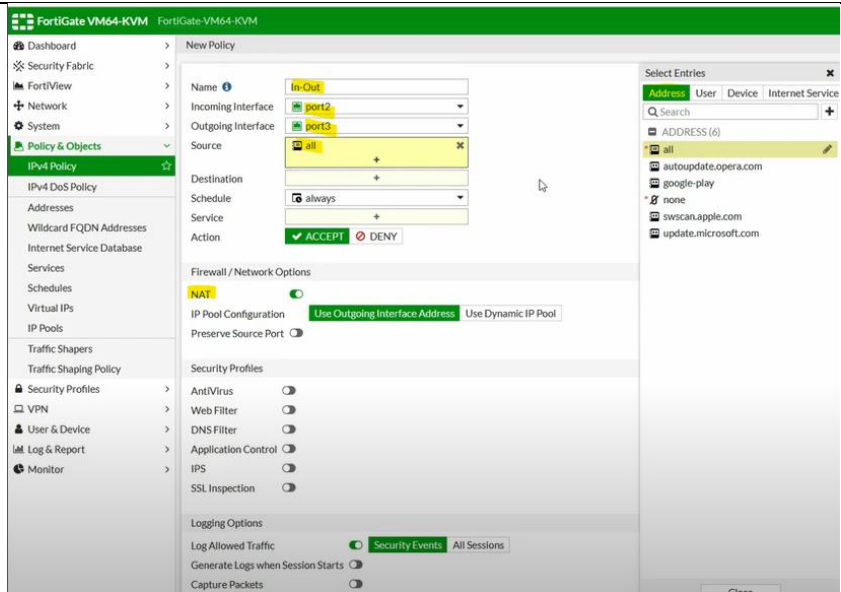 FortiGate VM64-KVM FortiGate-VM64-KVM
Dashboard
Security Fabric
FortiView
Network
System
Policy & Objects
IPv4 Policy
IPv4 DoS Policy
Addresses
Wildcard FQDN Addresses
Internet Service Database
Services
Schedules
Virtual IPs
IP Pools
Traffic Shapers
Traffic Shaping Policy
Security Profiles
VPN
User & Device
Log & Report
Monitor
New Policy
Name In-Out
Incoming Interface port2
Outgoing Interface port3
Source all
+
Destination +
Schedule always
Service +
Action ACCEPT DENY
Firewall / Network Options
NAT
IP Pool Configuration Use Outgoing Interface Address Use Dynamic IP Pool
Preserve Source Port
Security Profiles
AntiVirus
Web Filter
DNS Filter
Application Control
IPS
SSL Inspection
Logging Options
Log Allowed Traffic Security Events All Sessions
Generate Logs when Session Starts
Capture Packets
Select Entries
Address User Device Internet Service
Search +
ADDRESS (6)
all
autoupdate.opera.com
google-play
none
swscan.apple.com
update.microsoft.com